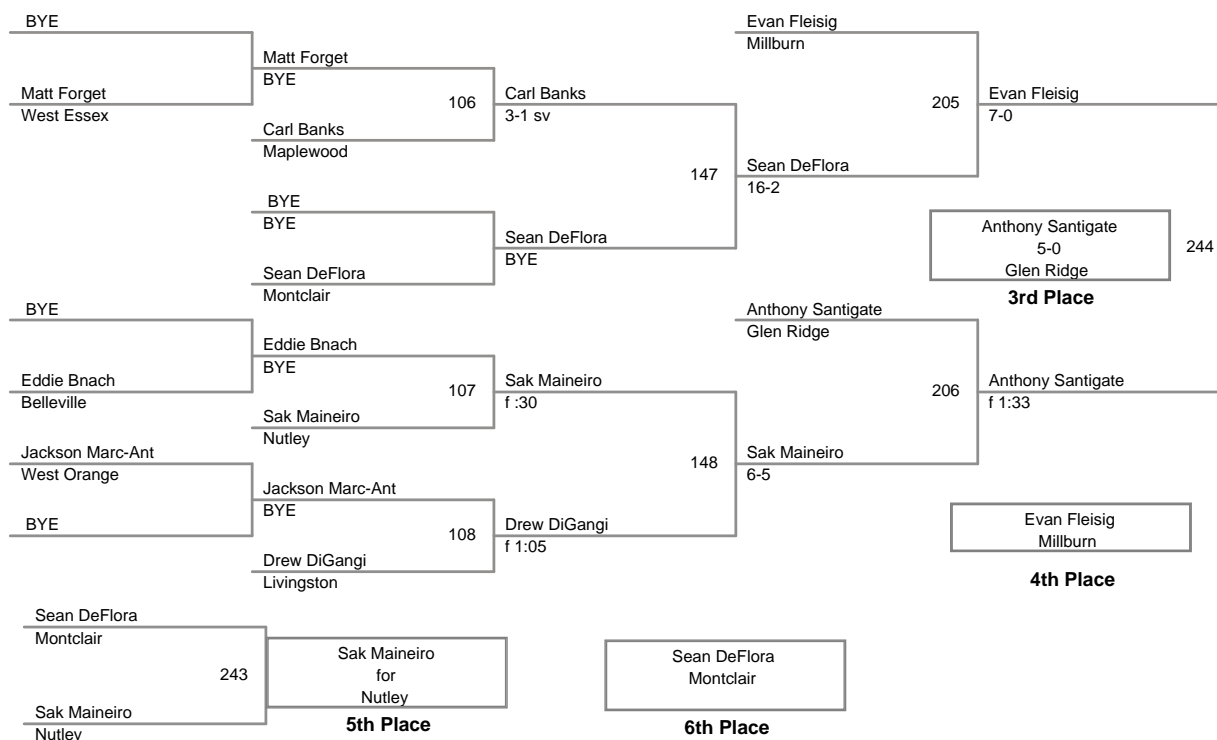 BYE
Matt Forget
West Essex
Matt Forget
BYE
106
Carl Banks
Maplewood
Carl Banks
3-1 sv
BYE
BYE
Sean DeFlora
Montclair
Sean DeFlora
BYE
147
Sean DeFlora
16-2
Evan Fleisig
Millburn
205
Evan Fleisig
7-0
Anthony Santigate
5-0
Glen Ridge
244
3rd Place
BYE
Eddie Bnach
Belleville
Eddie Bnach
BYE
107
Sak Maineiro
Nutley
Sak Maineiro
f :30
Jackson Marc-Ant
West Orange
BYE
Jackson Marc-Ant
BYE
108
Drew DiGangi
Livingston
Drew DiGangi
f 1:05
148
Sak Maineiro
6-5
Anthony Santigate
Glen Ridge
206
Anthony Santigate
f 1:33
Evan Fleisig
Millburn
4th Place
Sean DeFlora
Montclair
243
Sak Maineiro
Nutley
Sak Maineiro
for
Nutley
5th Place
Sean DeFlora
Montclair
6th Place